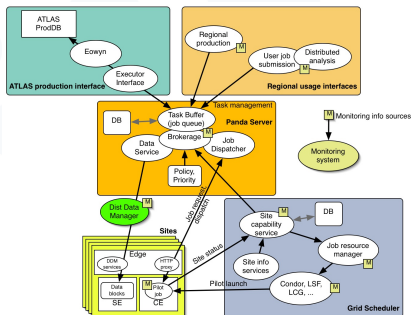 ATLAS
ProdDB
Eowyn
Executor
Interface
ATLAS production interface
Regional
production
M
User job
submission
M
Distributed
analysis
M
Regional usage interfaces
Task management
Panda Server
DB
Task Buffer
(job queue)
Brokerage
M
Data
Service
Job
Dispatcher
Policy,
Priority
M Monitoring info sources
Monitoring
system
M
Dist Data
Manager
Job request
dispatch
Sites
Edge
DDM
services
HTTP
proxy
Data
blocks
SE
M
Pilot
job
CE
Site status
Pilot launch
Site
capability
service
M
DB
Site info
services
Job resource
manager
M
Condor, LSF,
LCG, ...
M
Grid Scheduler